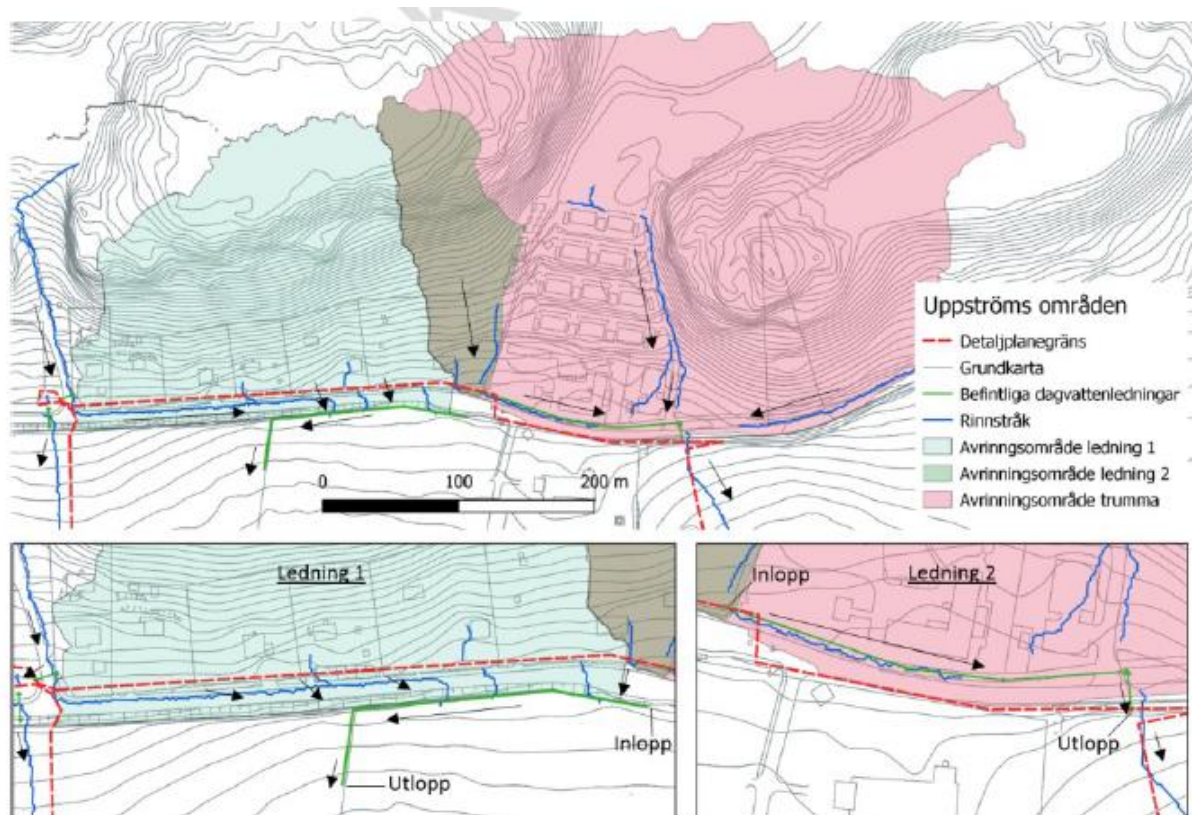 Uppströms områden
Detaljplanegräns
Grundkarta
Befintliga dagvattenledningar
Rinnstråk
Avrinngsområde ledning 1
Avrinningsområde ledning 2
Avrinningsområde trumma
0 100 200 m
Ledning 1
Inlopp
Utlopp
Inlopp
Ledning 2
Utlopp